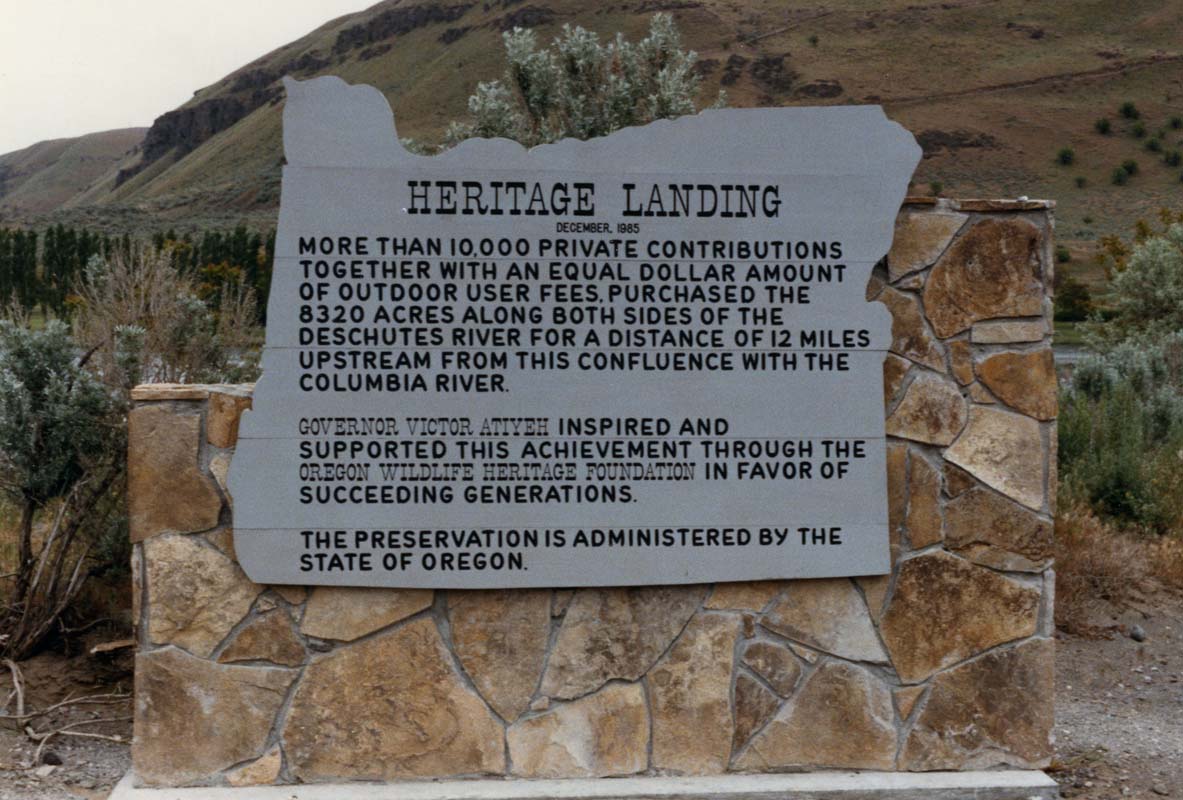 HERITAGE LANDING
DECEMBER, 1985
MORE THAN 10,000 PRIVATE CONTRIBUTIONS
TOGETHER WITH AN EQUAL DOLLAR AMOUNT
OF OUTDOOR USER FEES, PURCHASED THE
8320 ACRES ALONG BOTH SIDES OF THE
DESCHUTES RIVER FOR A DISTANCE OF 12 MILES
UPSTREAM FROM THIS CONFLUENCE WITH THE
COLUMBIA RIVER.
GOVERNOR VICTOR ATIYEH INSPIRED AND
SUPPORTED THIS ACHIEVEMENT THROUGH THE
OREGON WILDLIFE HERITAGE FOUNDATION IN FAVOR OF
SUCCEEDING GENERATIONS.
THE PRESERVATION IS ADMINISTERED BY THE
STATE OF OREGON.